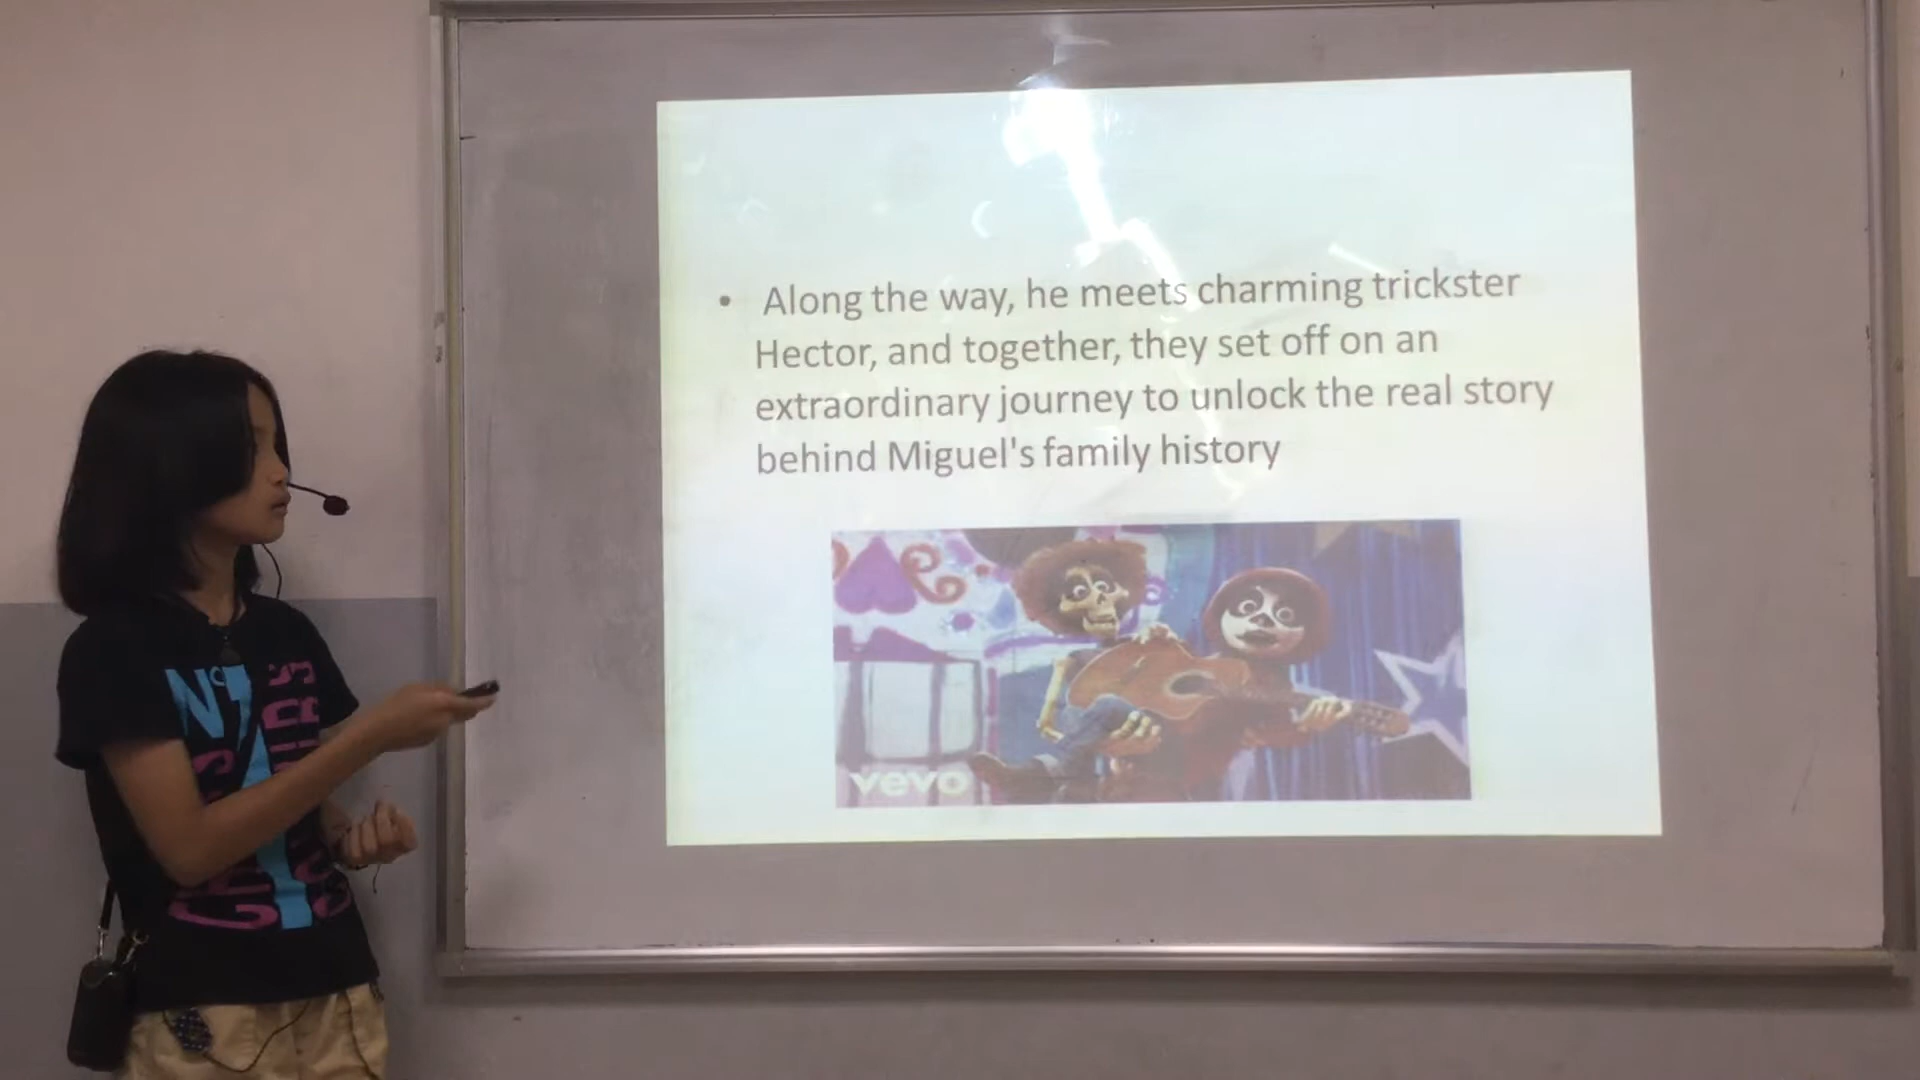 • Along the way, he meets charming trickster
Hector, and together, they set off on an
extraordinary journey to unlock the real story
behind Miguel's family history
vevo